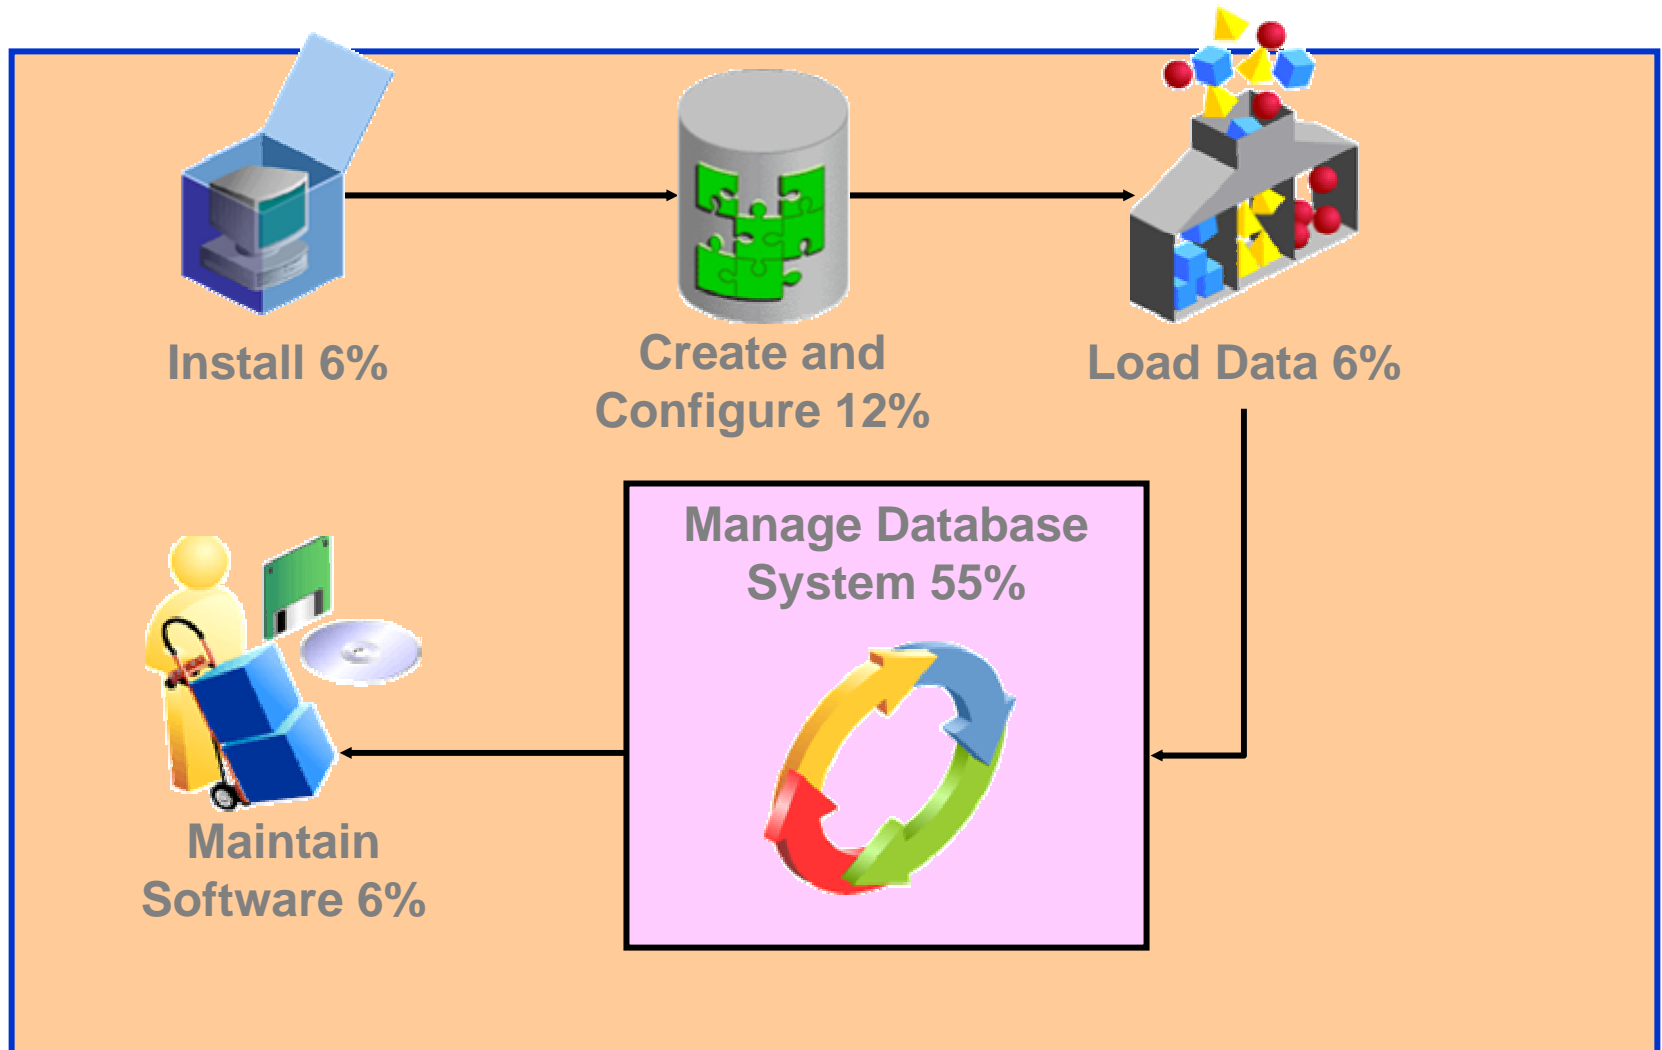 Install 6%
Create and
Configure 12%
Load Data 6%
Manage Database
System 55%
Maintain
Software 6%